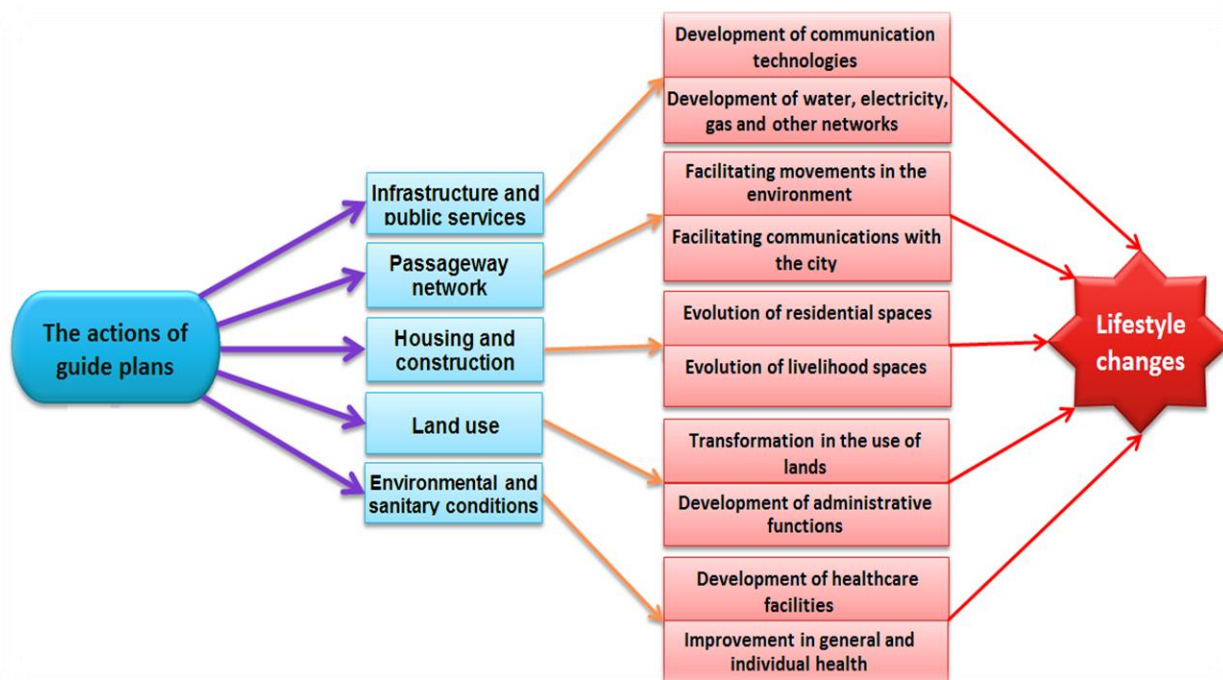 The actions of
guide plans
Infrastructure and
public services
Passageway
network
Housing and
construction
Land use
Environmental and
sanitary conditions
Development of communication
technologies
Development of water, electricity,
gas and other networks
Facilitating movements in the
environment
Facilitating communications with
the city
Evolution of residential spaces
Evolution of livelihood spaces
Transformation in the use of
lands
Development of administrative
functions
Development of healthcare
facilities
Improvement in general and
individual health
Lifestyle
changes